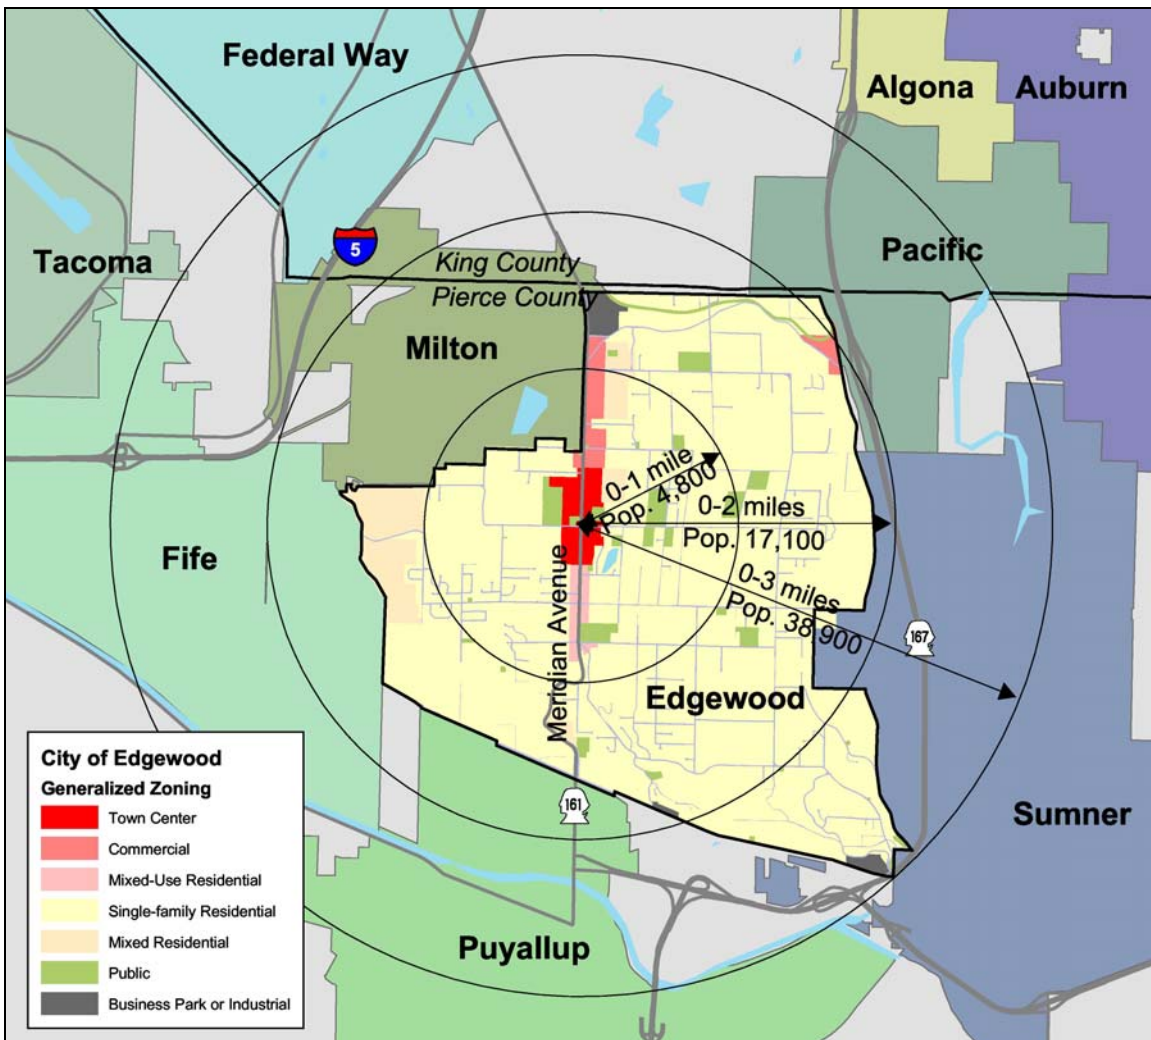 Federal Way
Algona
Auburn
5
Tacoma
King County
Pacific
Pierce County
Milton
0-1 mile
Pop. 4,800
0-2 miles
Pop. 17,100
Fife
0-3 miles
Pop. 38,900
Meridian Avenue
167
Edgewood
161
Sumner
Puyallup
City of Edgewood
Generalized Zoning
Town Center
Commercial
Mixed-Use Residential
Single-family Residential
Mixed Residential
Public
Business Park or Industrial